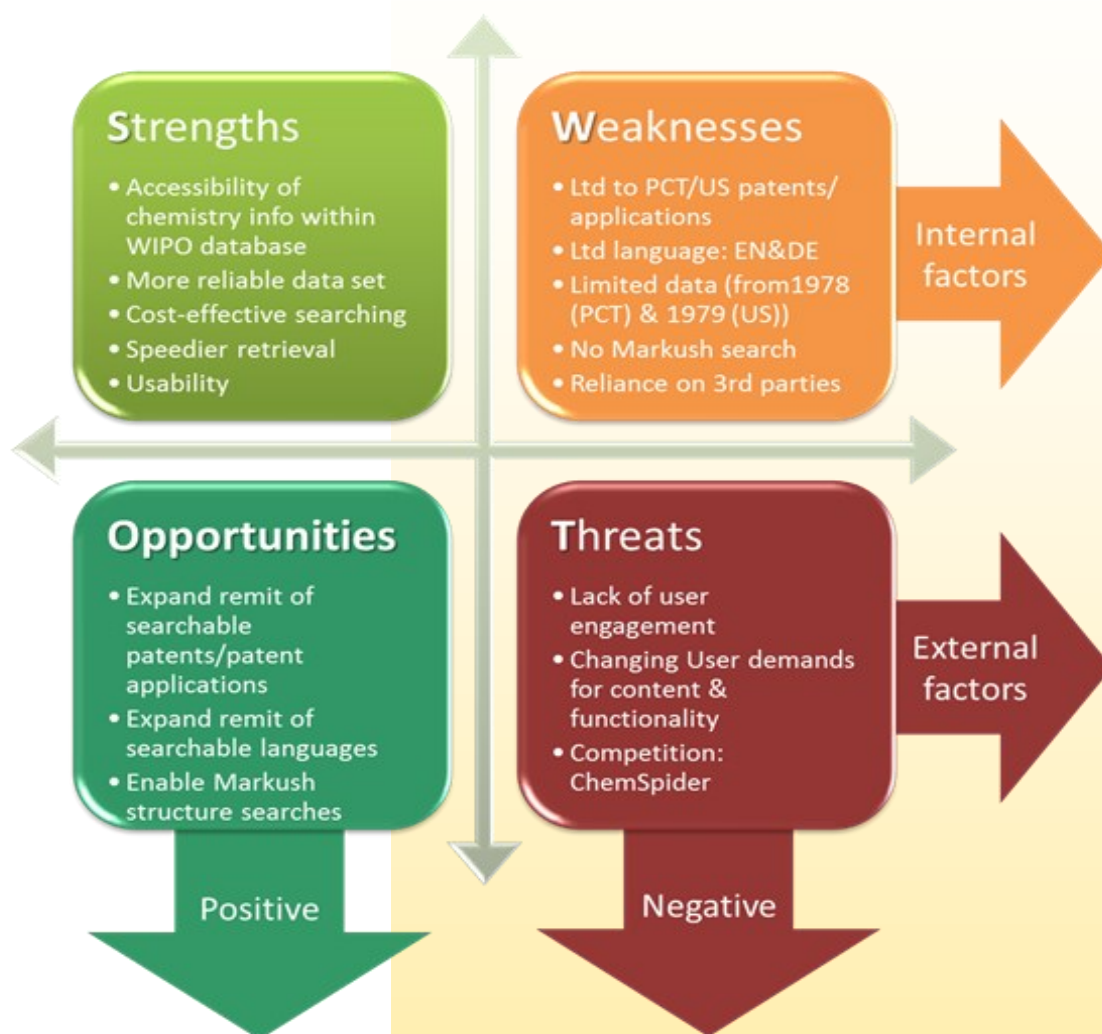 Strengths
• Accessibility of
chemistry info within
WIPO database
• More reliable data set
• Cost-effective searching
• Speedier retrieval
• Usability
Weaknesses
• Ltd to PCT/US patents/
applications
• Ltd language: EN&DE
• Limited data (from1978
(PCT) & 1979 (US))
• No Markush search
• Reliance on 3rd parties
Internal
factors
Opportunities
• Expand remit of
searchable
patents/patent
applications
• Expand remit of
searchable languages
• Enable Markush
structure searches
Threats
• Lack of user
engagement
• Changing User demands
for content &
functionality
• Competition:
ChemSpider
External
factors
Positive
Negative